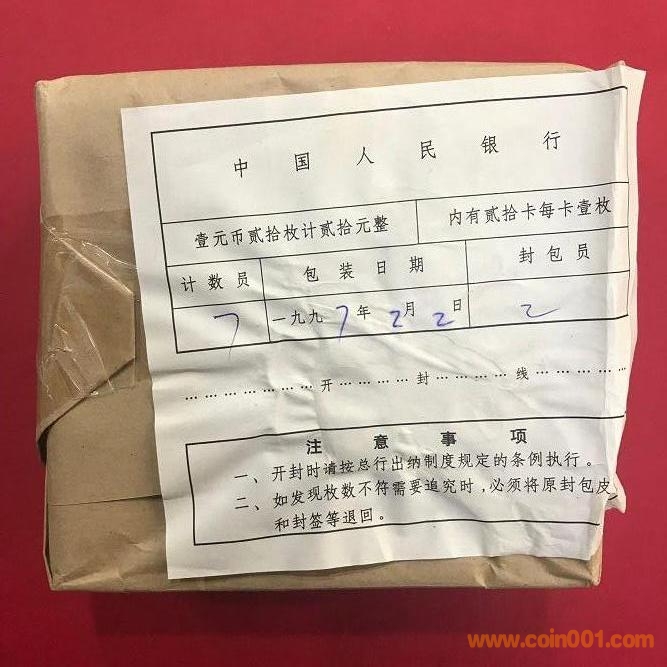 中国人民银行
壹元币贰拾枚计贰拾元整 内有贰拾卡每卡壹枚
计数员 包装日期 封包员
7 一九九7年2月2日 2
………开………封………线………
注意事项
一、开封时请按总行出纳制度规定的条例执行。
二、如发现枚数不符需要追究时,必须将原封包皮
和封签等退回。
www.coin001.com